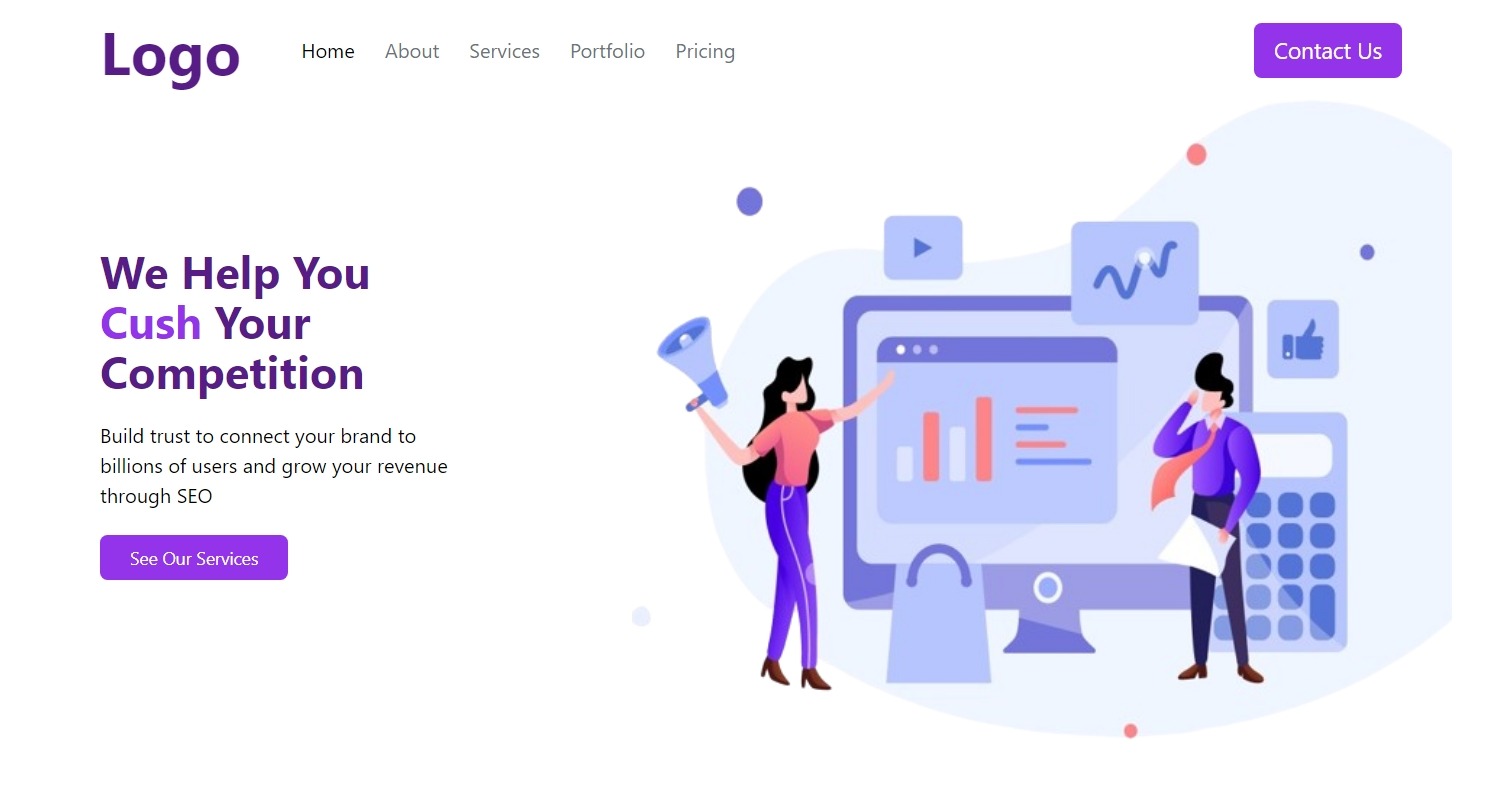 Logo
Home About Services Portfolio Pricing
Contact Us
We Help You
Cush Your
Competition
Build trust to connect your brand to
billions of users and grow your revenue
through SEO
See Our Services